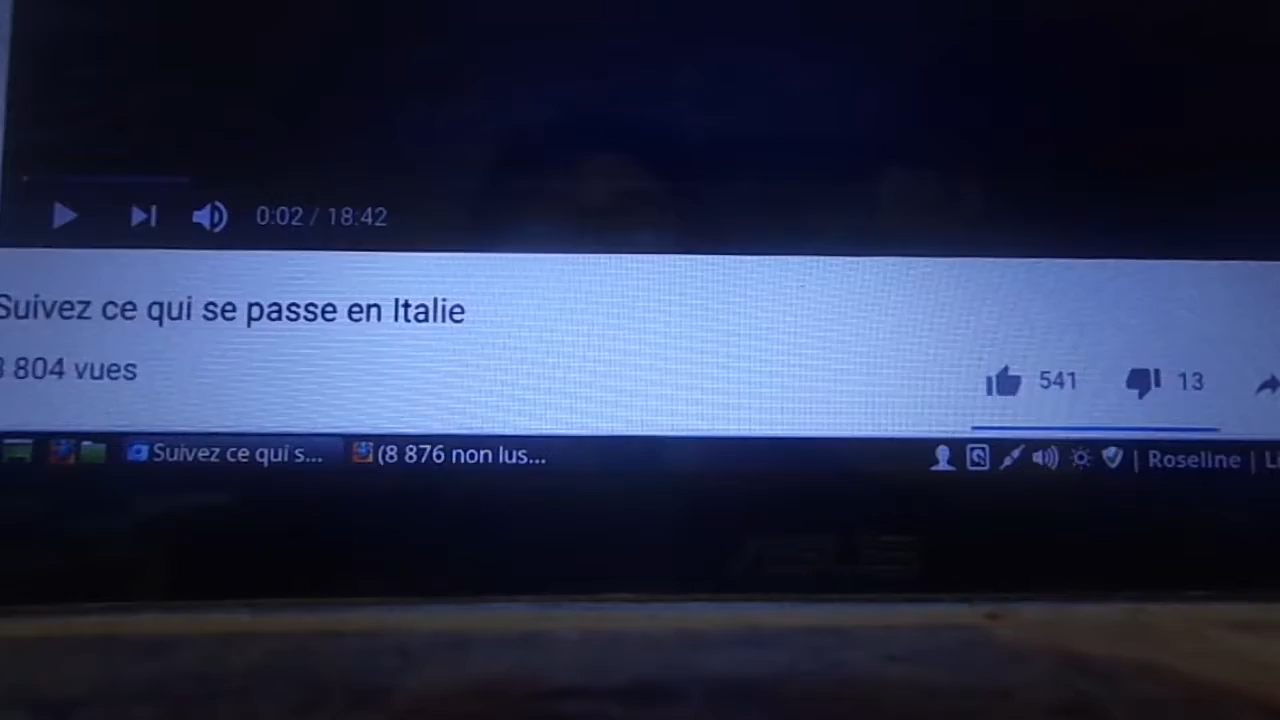 0:02 / 18:42
Suivez ce qui se passe en Italie
804 vues
541 13
Suivez ce qui s... (8 876 non lus... | Roseline |
ASUS